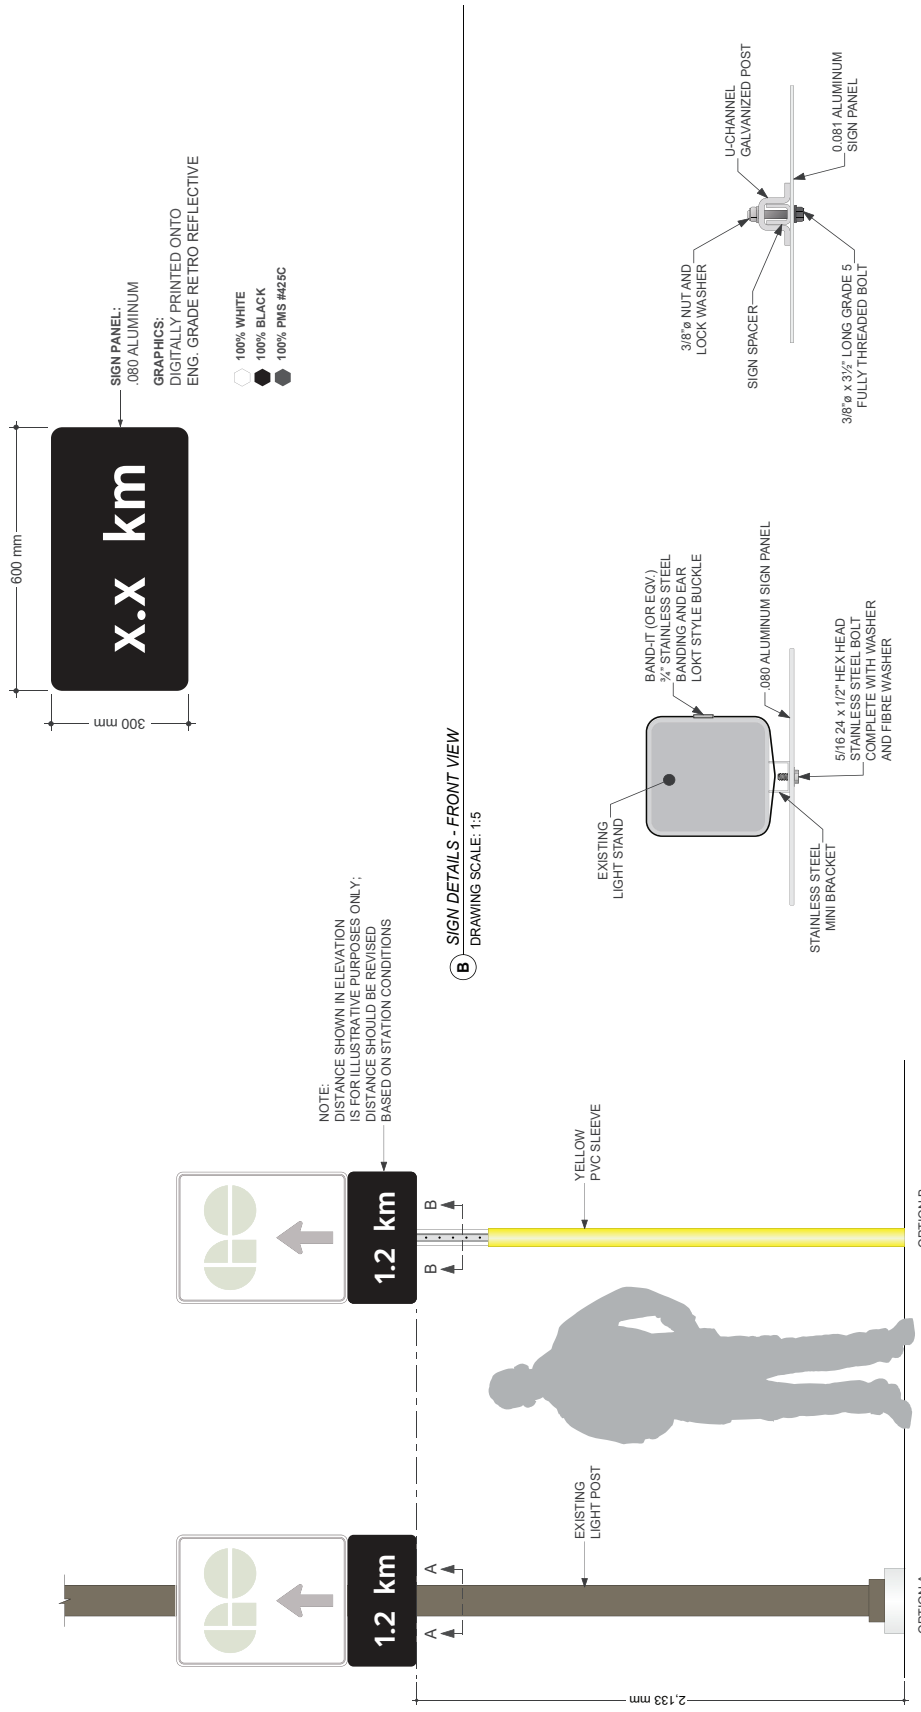 600 mm
300 mm
x.x km
SIGN PANEL:
.080 ALUMINUM
GRAPHICS:
DIGITALLY PRINTED ONTO
ENG. GRADE RETRO REFLECTIVE
100% WHITE
100% BLACK
100% PMS #425C
B
SIGN DETAILS - FRONT VIEW
DRAWING SCALE: 1:5
NOTE:
DISTANCE SHOWN IN ELEVATION
IS FOR ILLUSTRATIVE PURPOSES ONLY;
DISTANCE SHOULD BE REVISED
BASED ON STATION CONDITIONS
GO
1.2 km
A
A
EXISTING
LIGHT POST
2,133 mm
GO
1.2 km
B
B
YELLOW
PVC SLEEVE
EXISTING
LIGHT STAND
BAND-IT (OR EQV.)
¾" STAINLESS STEEL
BANDING AND EAR
LOKT STYLE BUCKLE
.080 ALUMINUM SIGN PANEL
STAINLESS STEEL
MINI BRACKET
5/16 24 x 1/2" HEX HEAD
STAINLESS STEEL BOLT
COMPLETE WITH WASHER
AND FIBRE WASHER
3/8"ø NUT AND
LOCK WASHER
U-CHANNEL
GALVANIZED POST
SIGN SPACER
0.081 ALUMINUM
SIGN PANEL
3/8"ø x 3½" LONG GRADE 5
FULLY THREADED BOLT